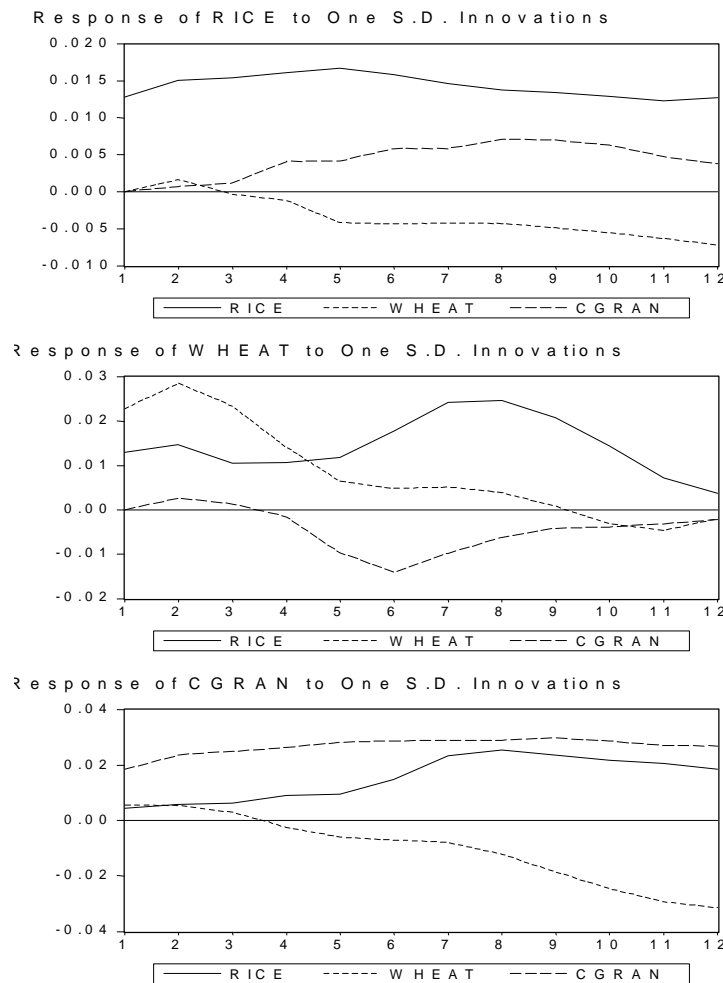 Response of RICE to One S.D. Innovations
0.020
0.015
0.010
0.005
0.000
-0.005
-0.010
1 2 3 4 5 6 7 8 9 10 11 12
RICE WHEAT CGRAN
Response of WHEAT to One S.D. Innovations
0.03
0.02
0.01
0.00
-0.01
-0.02
1 2 3 4 5 6 7 8 9 10 11 12
RICE WHEAT CGRAN
Response of CGRAN to One S.D. Innovations
0.04
0.02
0.00
-0.02
-0.04
1 2 3 4 5 6 7 8 9 10 11 12
RICE WHEAT CGRAN